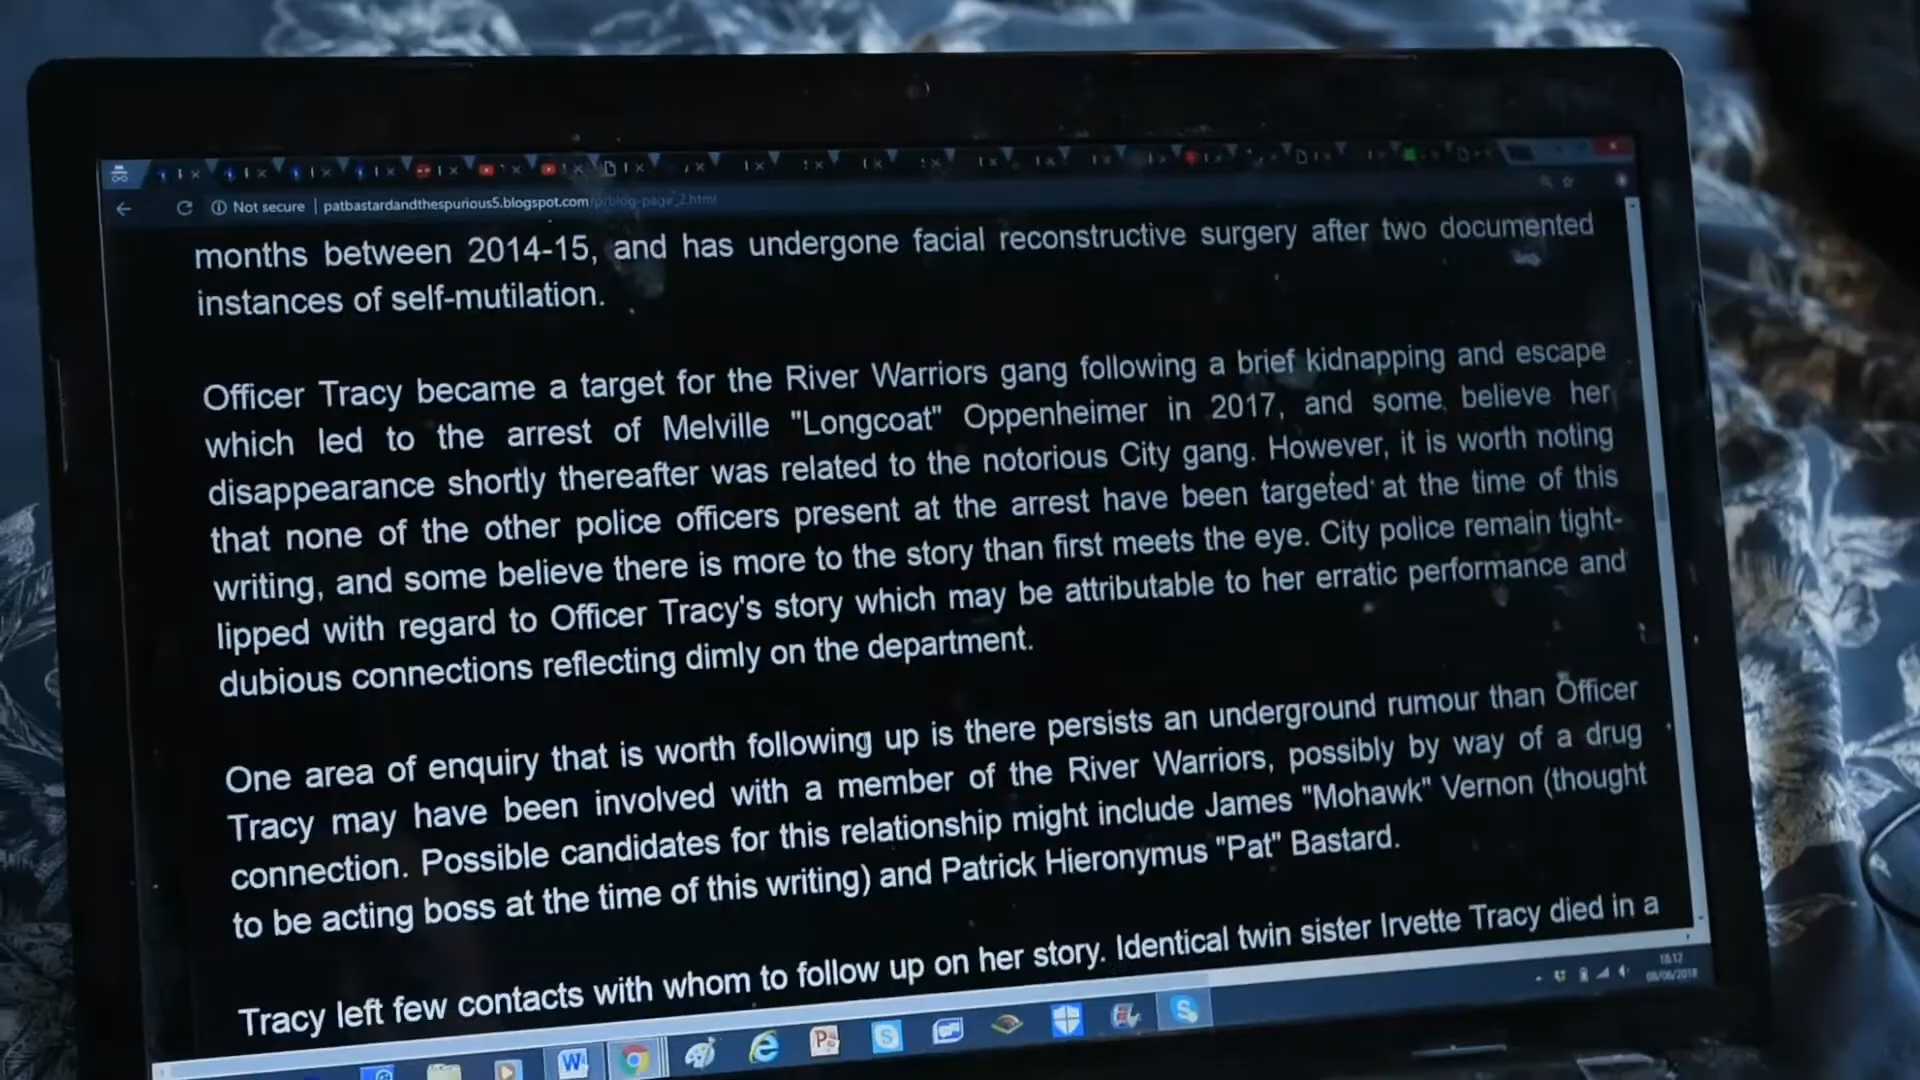 Not secure | patbastardandthespurious5.blogspot.com/p/blog-page_2.html
months between 2014-15, and has undergone facial reconstructive surgery after two documented
instances of self-mutilation.
Officer Tracy became a target for the River Warriors gang following a brief kidnapping and escape
which led to the arrest of Melville "Longcoat" Oppenheimer in 2017, and some believe her
disappearance shortly thereafter was related to the notorious City gang. However, it is worth noting
that none of the other police officers present at the arrest have been targeted at the time of this
writing, and some believe there is more to the story than first meets the eye. City police remain tight-
lipped with regard to Officer Tracy's story which may be attributable to her erratic performance and
dubious connections reflecting dimly on the department.
One area of enquiry that is worth following up is there persists an underground rumour than Officer
Tracy may have been involved with a member of the River Warriors, possibly by way of a drug
connection. Possible candidates for this relationship might include James "Mohawk" Vernon (thought
to be acting boss at the time of this writing) and Patrick Hieronymus "Pat" Bastard.
Tracy left few contacts with whom to follow up on her story. Identical twin sister Irvette Tracy died in a
18:12
08/06/2018